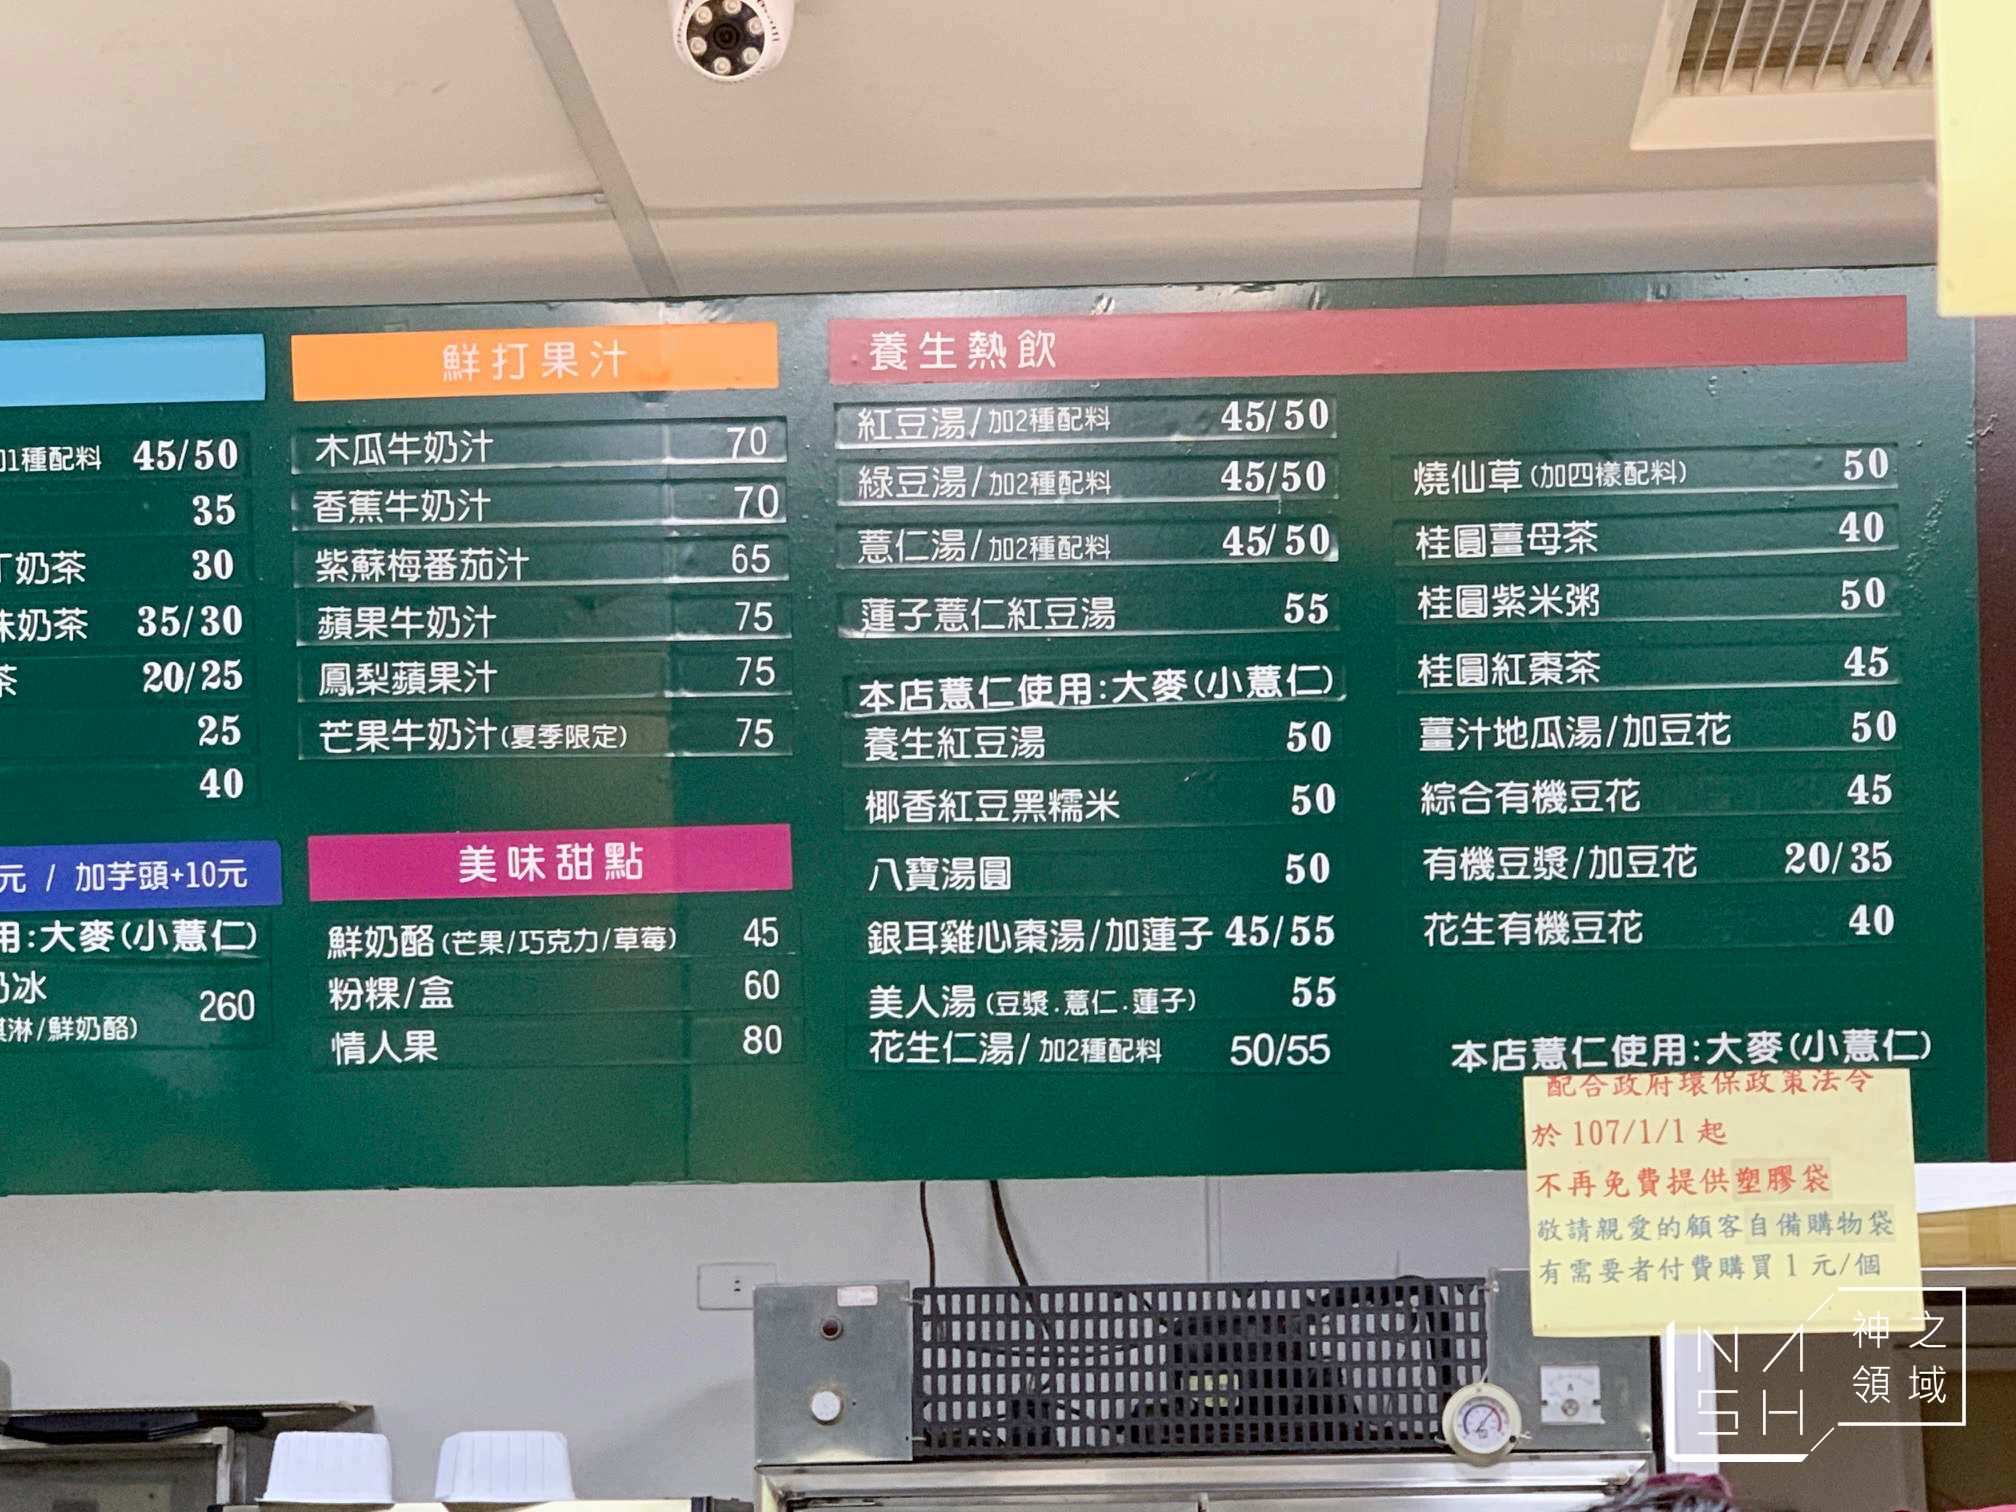 加1種配料 45/50
35
奶茶 30
味奶茶 35/30
茶 20/25
25
40
元 / 加芋頭+10元
用:大麥(小薏仁)
奶冰
淇淋/鮮奶酪) 260
鮮打果汁
木瓜牛奶汁 70
香蕉牛奶汁 70
紫蘇梅番茄汁 65
蘋果牛奶汁 75
鳳梨蘋果汁 75
芒果牛奶汁(夏季限定) 75
美味甜點
鮮奶酪(芒果/巧克力/草莓) 45
粉粿/盒 60
情人果 80
養生熱飲
紅豆湯/加2種配料 45/50
綠豆湯/加2種配料 45/50
薏仁湯/加2種配料 45/50
蓮子薏仁紅豆湯 55
本店薏仁使用:大麥(小薏仁)
養生紅豆湯 50
椰香紅豆黑糯米 50
八寶湯圓 50
銀耳雞心棗湯/加蓮子 45/55
美人湯(豆漿.薏仁.蓮子) 55
花生仁湯/加2種配料 50/55
燒仙草(加四樣配料) 50
桂圓薑母茶 40
桂圓紫米粥 50
桂圓紅棗茶 45
薑汁地瓜湯/加豆花 50
綜合有機豆花 45
有機豆漿/加豆花 20/35
花生有機豆花 40
本店薏仁使用:大麥(小薏仁)
配合政府環保政策法令
於107/1/1起
不再免費提供塑膠袋
敬請親愛的顧客自備購物袋
有需要者付費購買1元/個
NASH
神之
領域